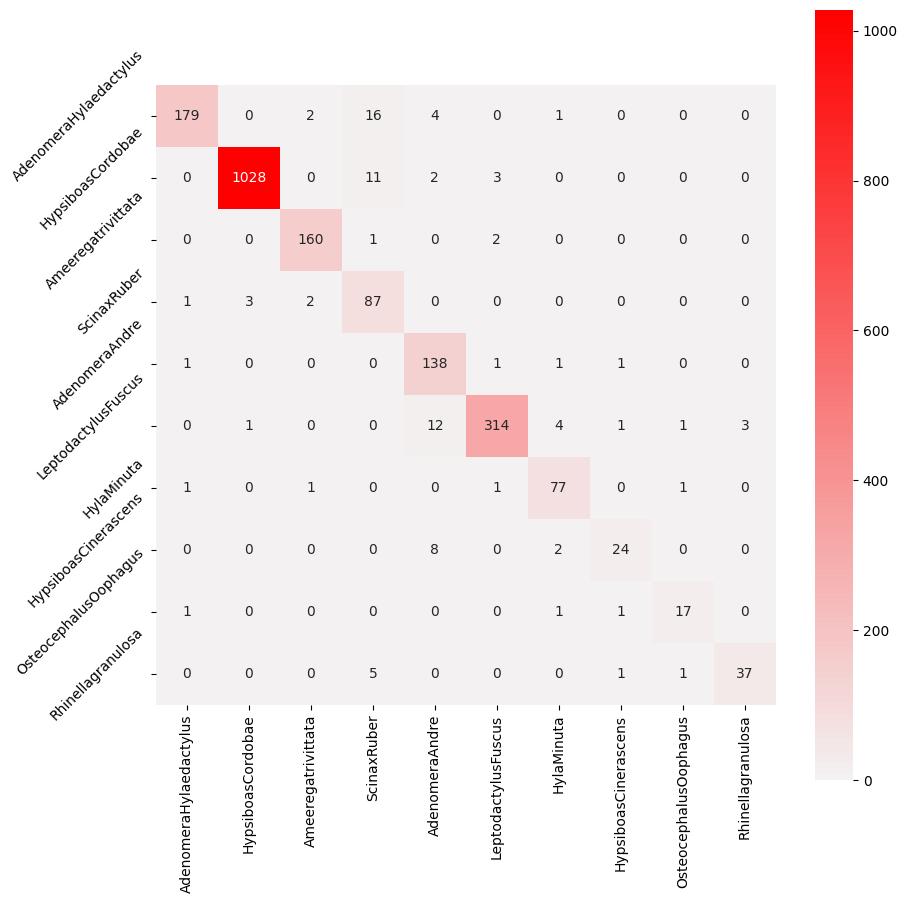 AdenomeraHylaedactylus 179 0 2 16 4 0 1 0 0 0
HypsiboasCordobae 0 1028 0 11 2 3 0 0 0 0
Ameeregatrivittata 0 0 160 1 0 2 0 0 0 0
ScinaxRuber 1 3 2 87 0 0 0 0 0 0
AdenomeraAndre 1 0 0 0 138 1 1 1 0 0
LeptodactylusFuscus 0 1 0 0 12 314 4 1 1 3
HylaMinuta 1 0 1 0 0 1 77 0 1 0
HypsiboasCinerascens 0 0 0 0 8 0 2 24 0 0
OsteocephalusOophagus 1 0 0 0 0 0 1 1 17 0
Rhinellagranulosa 0 0 0 5 0 0 0 1 1 37
AdenomeraHylaedactylus
HypsiboasCordobae
Ameeregatrivittata
ScinaxRuber
AdenomeraAndre
LeptodactylusFuscus
HylaMinuta
HypsiboasCinerascens
OsteocephalusOophagus
Rhinellagranulosa
1000
800
600
400
200
0